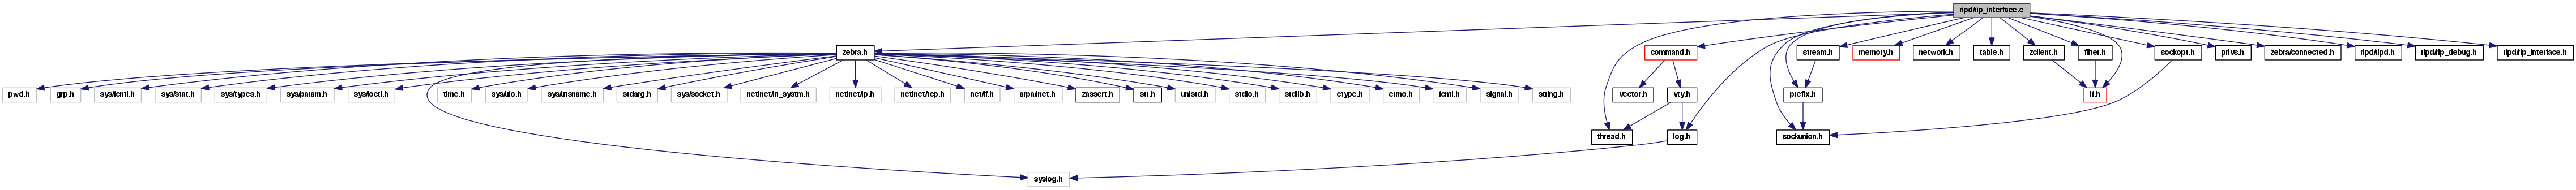 ripd/rip_interface.c
zebra.h
command.h
stream.h
memory.h
network.h
table.h
zclient.h
filter.h
sockopt.h
privs.h
zebra/connected.h
ripd/ripd.h
ripd/rip_debug.h
ripd/rip_interface.h
pwd.h
grp.h
sys/fcntl.h
sys/stat.h
sys/types.h
sys/param.h
sys/ioctl.h
time.h
sys/uio.h
sys/utsname.h
stdarg.h
sys/socket.h
netinet/in_systm.h
netinet/ip.h
netinet/tcp.h
net/if.h
arpa/inet.h
zassert.h
str.h
unistd.h
stdio.h
stdlib.h
ctype.h
errno.h
fcntl.h
signal.h
string.h
vector.h
vty.h
prefix.h
if.h
thread.h
log.h
sockunion.h
syslog.h